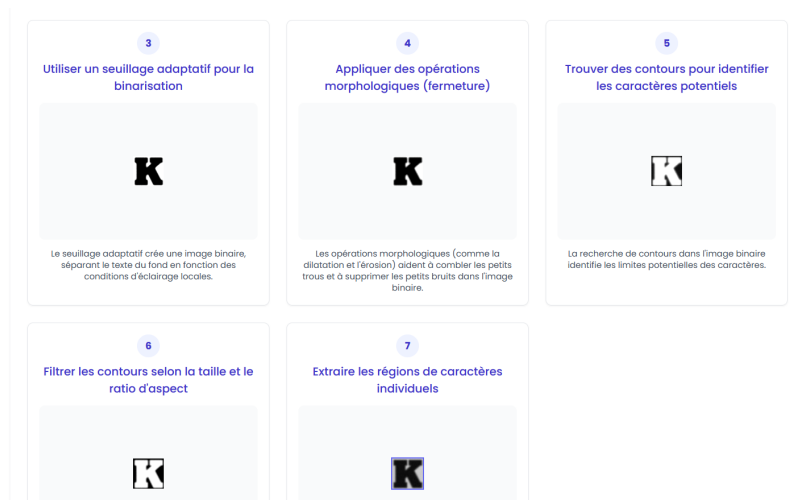 3
Utiliser un seuillage adaptatif pour la
binarisation
K
Le seuillage adaptatif crée une image binaire,
séparant le texte du fond en fonction des
conditions d'éclairage locales.
4
Appliquer des opérations
morphologiques (fermeture)
K
Les opérations morphologiques (comme la
dilatation et l'érosion) aident à combler les petits
trous et à supprimer les petits bruits dans l'image
binaire.
5
Trouver des contours pour identifier
les caractères potentiels
K
La recherche de contours dans l'image binaire
identifie les limites potentielles des caractères.
6
Filtrer les contours selon la taille et le
ratio d'aspect
K
7
Extraire les régions de caractères
individuels
K